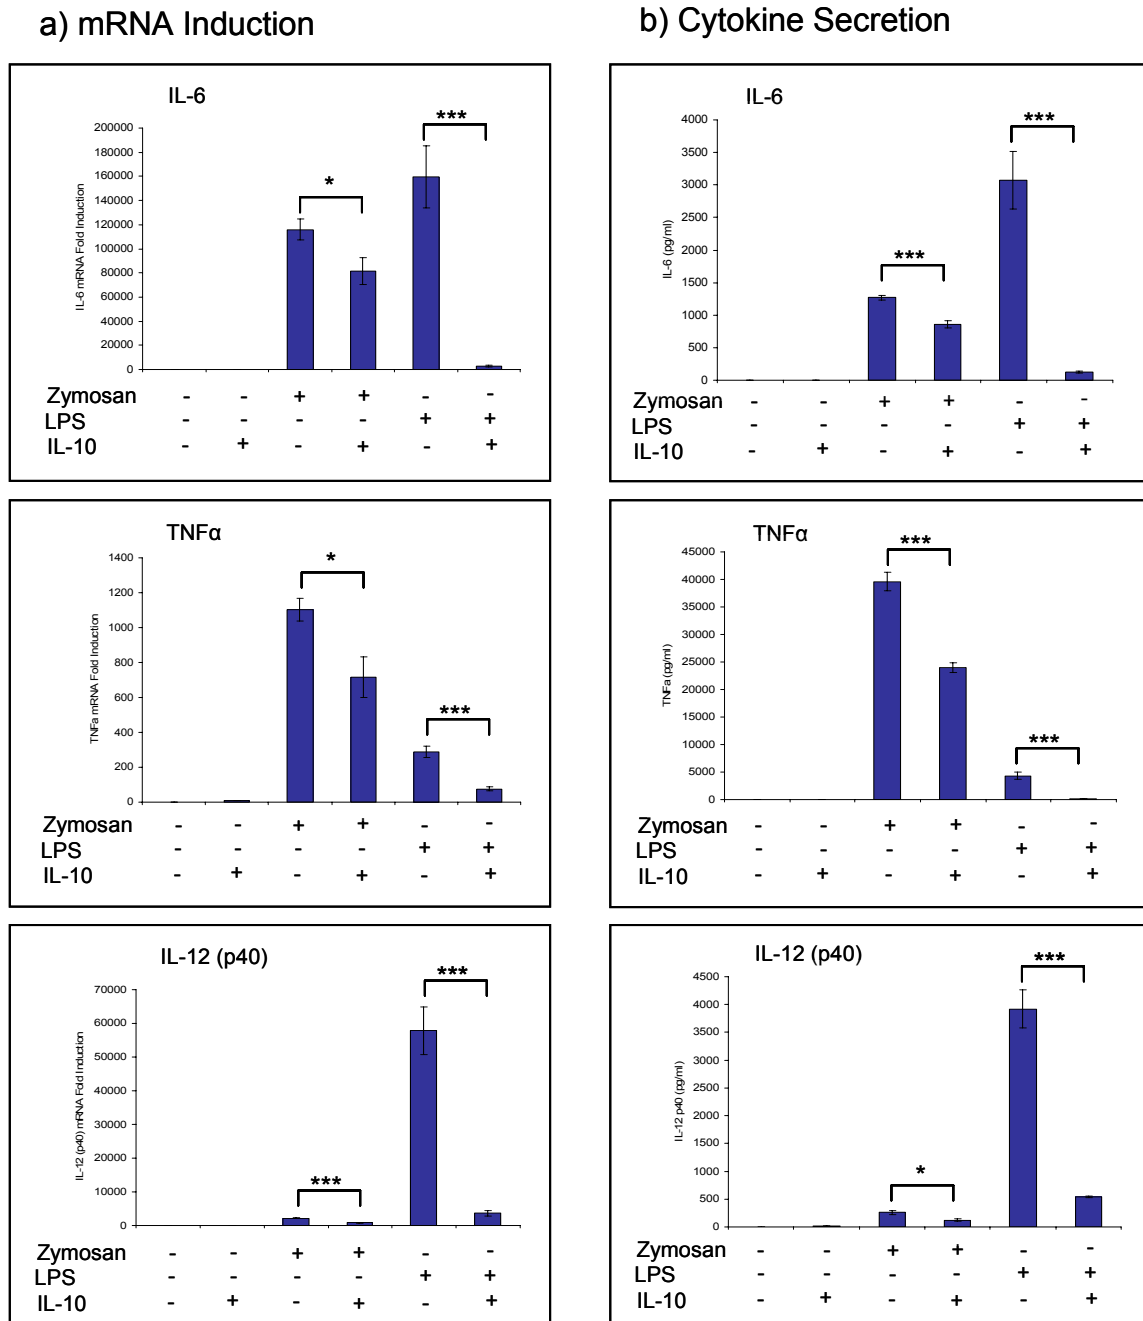 a) mRNA Induction
b) Cytokine Secretion
IL-6
***
*
200000
180000
160000
140000
120000
100000
80000
60000
40000
20000
0
IL-6 mRNA Fold Induction
Zymosan - - + + - -
LPS - - - - + +
IL-10 - + - + - +
IL-6
***
***
4000
3500
3000
2500
2000
1500
1000
500
0
IL-6 (pg/ml)
Zymosan - - + + - -
LPS - - - - + +
IL-10 - + - + - +
TNFα
*
***
1400
1200
1000
800
600
400
200
0
TNFa mRNA Fold Induction
Zymosan - - + + - -
LPS - - - - + +
IL-10 - + - + - +
TNFα
***
***
45000
40000
35000
30000
25000
20000
15000
10000
5000
0
TNFa (pg/ml)
Zymosan - - + + - -
LPS - - - - + +
IL-10 - + - + - +
IL-12 (p40)
***
***
70000
60000
50000
40000
30000
20000
10000
0
IL-12 (p40) mRNA Fold Induction
Zymosan - - + + - -
LPS - - - - + +
IL-10 - + - + - +
IL-12 (p40)
***
*
4500
4000
3500
3000
2500
2000
1500
1000
500
0
IL-12 p40 (pg/ml)
Zymosan - - + + - -
LPS - - - - + +
IL-10 - + - + - +